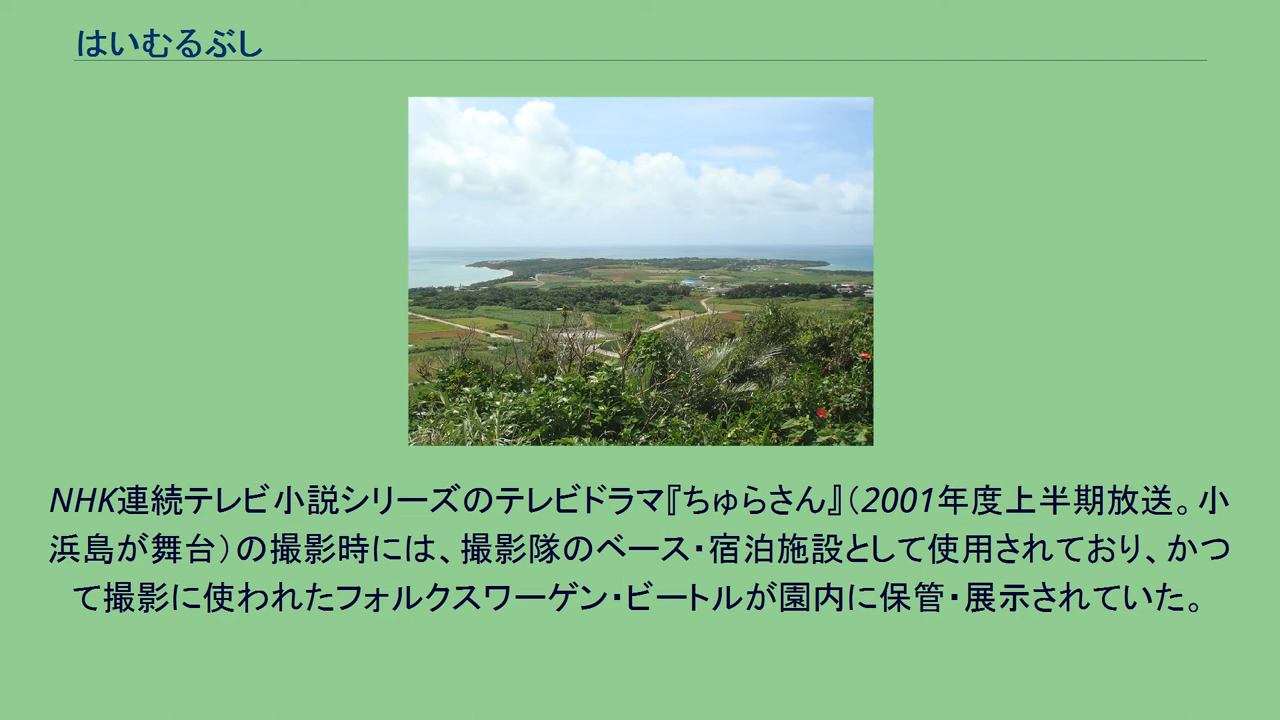 はいむるぶし
NHK連続テレビ小説シリーズのテレビドラマ『ちゅらさん』（2001年度上半期放送。小
浜島が舞台）の撮影時には、撮影隊のベース・宿泊施設として使用されており、かつ
て撮影に使われたフォルクスワーゲン・ビートルが園内に保管・展示されていた。